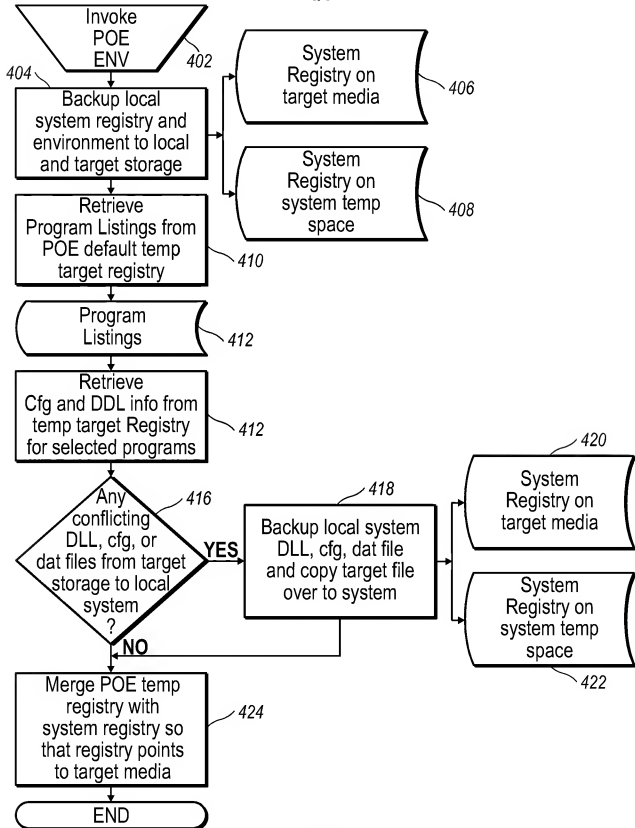 Invoke
POE
ENV
402
404
Backup local
system registry and
environment to local
and target storage
System
Registry on
target media
406
System
Registry on
system temp
space
408
Retrieve
Program Listings from
POE default temp
target registry
410
Program
Listings
412
Retrieve
Cfg and DDL info from
temp target Registry
for selected programs
412
Any
conflicting
DLL, cfg, or
dat files from target
storage to local
system
?
416
YES
NO
418
Backup local system
DLL, cfg, dat file
and copy target file
over to system
420
System
Registry on
target media
System
Registry on
system temp
space
422
Merge POE temp
registry with
system registry so
that registry points
to target media
424
END